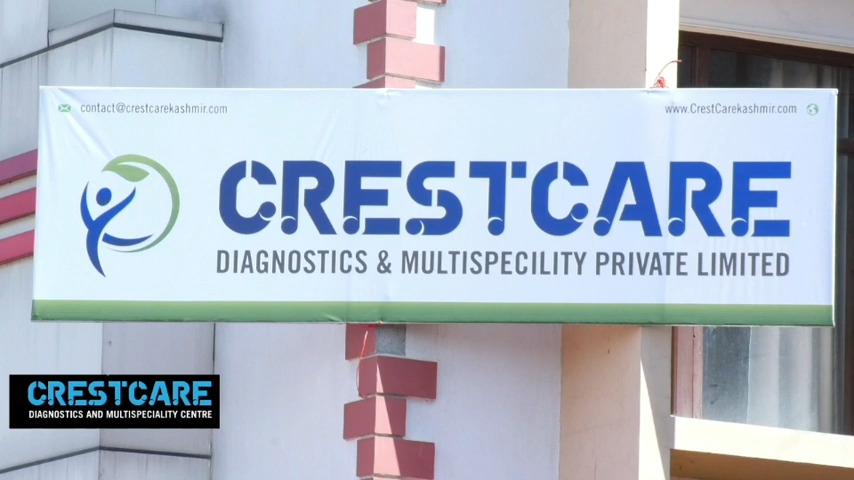 contact@crestcarekashmir.com
www.CrestCarekashmir.com
CRESTCARE
DIAGNOSTICS & MULTISPECILITY PRIVATE LIMITED
CRESTCARE
DIAGNOSTICS AND MULTISPECIALITY CENTRE